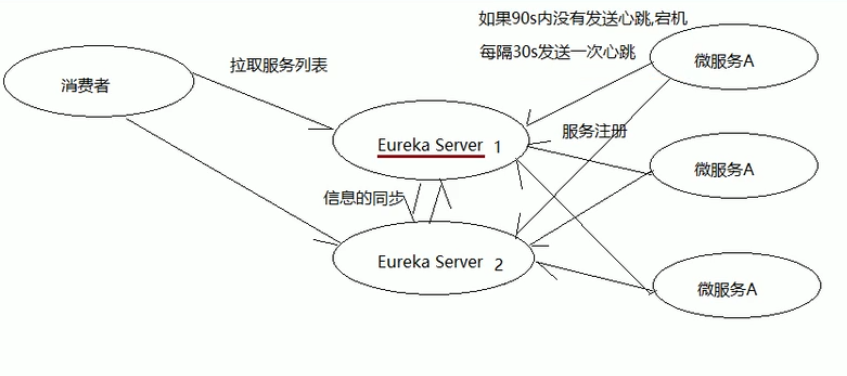 如果90s内没有发送心跳,宕机
每隔30s发送一次心跳
微服务A
拉取服务列表
消费者
服务注册
Eureka Server 1
微服务A
信息的同步
Eureka Server 2
微服务A